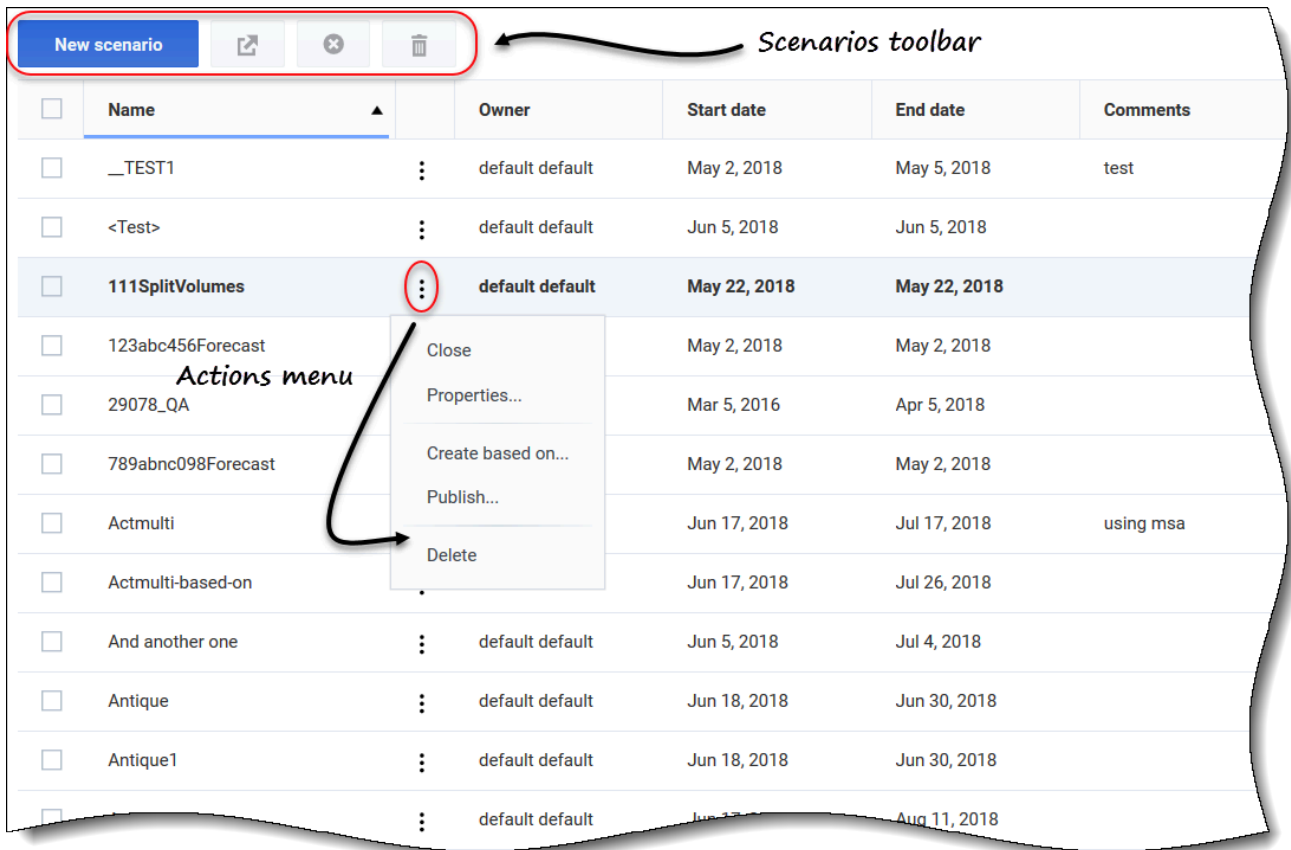 New scenario
Scenarios toolbar
Name Owner Start date End date Comments
__TEST1 default default May 2, 2018 May 5, 2018 test
<Test> default default Jun 5, 2018 Jun 5, 2018
111SplitVolumes default default May 22, 2018 May 22, 2018
123abc456Forecast May 2, 2018 May 2, 2018
Close
Actions menu
Properties...
29078_QA Mar 5, 2016 Apr 5, 2018
Create based on...
789abnc098Forecast May 2, 2018 May 2, 2018
Publish...
Actmulti Jun 17, 2018 Jul 17, 2018 using msa
Delete
Actmulti-based-on Jun 17, 2018 Jul 26, 2018
And another one default default Jun 5, 2018 Jul 4, 2018
Antique default default Jun 18, 2018 Jun 30, 2018
Antique1 default default Jun 18, 2018 Jun 30, 2018
default default Aug 11, 2018